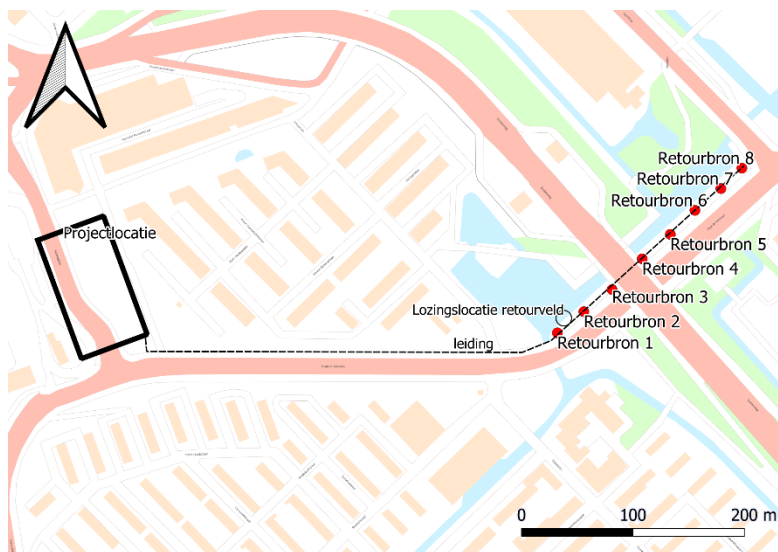 Retourbron 8
Retourbron 7
Retourbron 6
Projectlocatie
Retourbron 5
Retourbron 4
Retourbron 3
Lozingslocatie retourveld
Retourbron 2
leiding
Retourbron 1
0 100 200 m